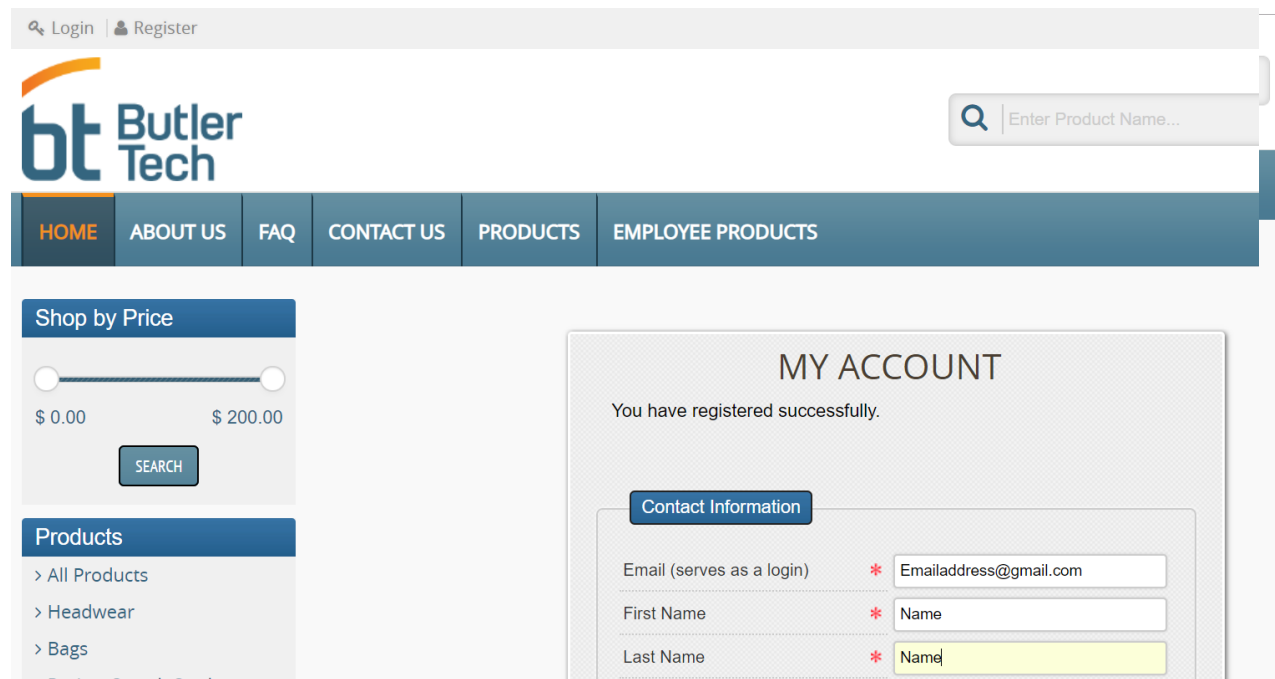 Login Register
bt Butler Tech
Enter Product Name...
HOME ABOUT US FAQ CONTACT US PRODUCTS EMPLOYEE PRODUCTS
Shop by Price
$ 0.00 $ 200.00
SEARCH
Products
> All Products
> Headwear
> Bags
MY ACCOUNT
You have registered successfully.
Contact Information
Email (serves as a login) * Emailaddress@gmail.com
First Name * Name
Last Name * Name